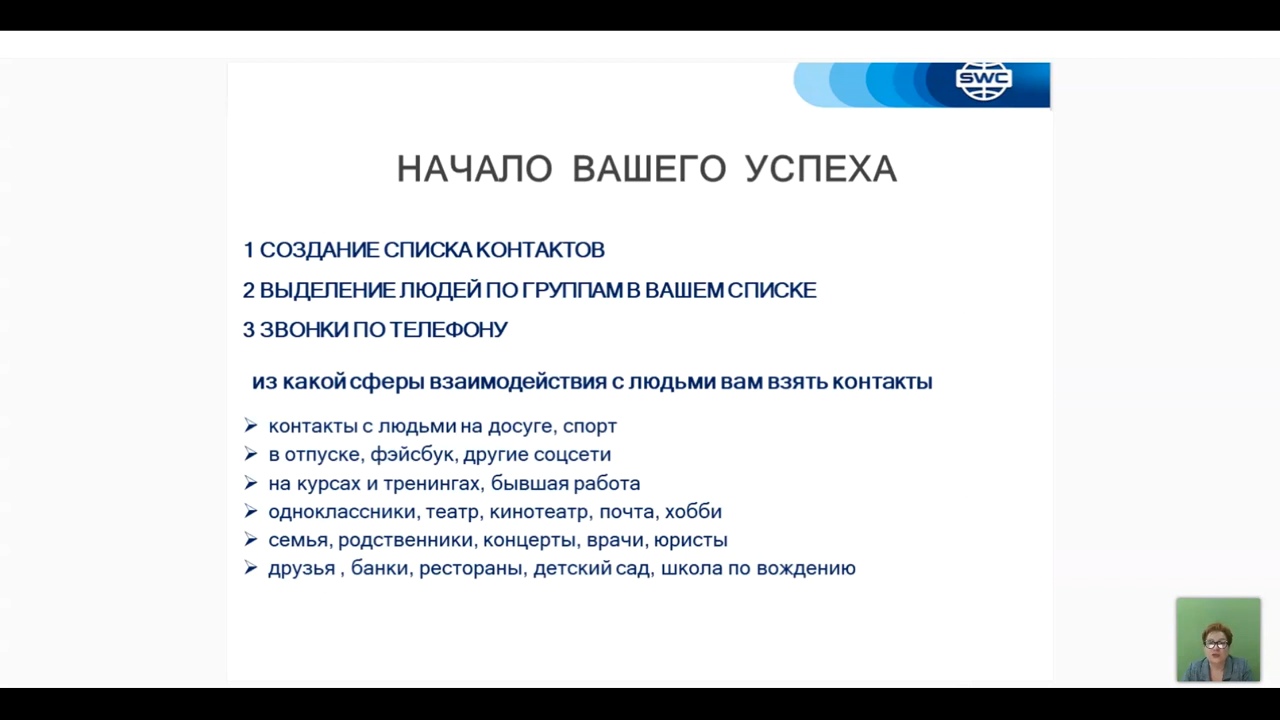 SWC
НАЧАЛО ВАШЕГО УСПЕХА
1 СОЗДАНИЕ СПИСКА КОНТАКТОВ
2 ВЫДЕЛЕНИЕ ЛЮДЕЙ ПО ГРУППАМ В ВАШЕМ СПИСКЕ
3 ЗВОНКИ ПО ТЕЛЕФОНУ
из какой сферы взаимодействия с людьми вам взять контакты
➢ контакты с людьми на досуге, спорт
➢ в отпуске, фэйсбук, другие соцсети
➢ на курсах и тренингах, бывшая работа
➢ одноклассники, театр, кинотеатр, почта, хобби
➢ семья, родственники, концерты, врачи, юристы
➢ друзья , банки, рестораны, детский сад, школа по вождению